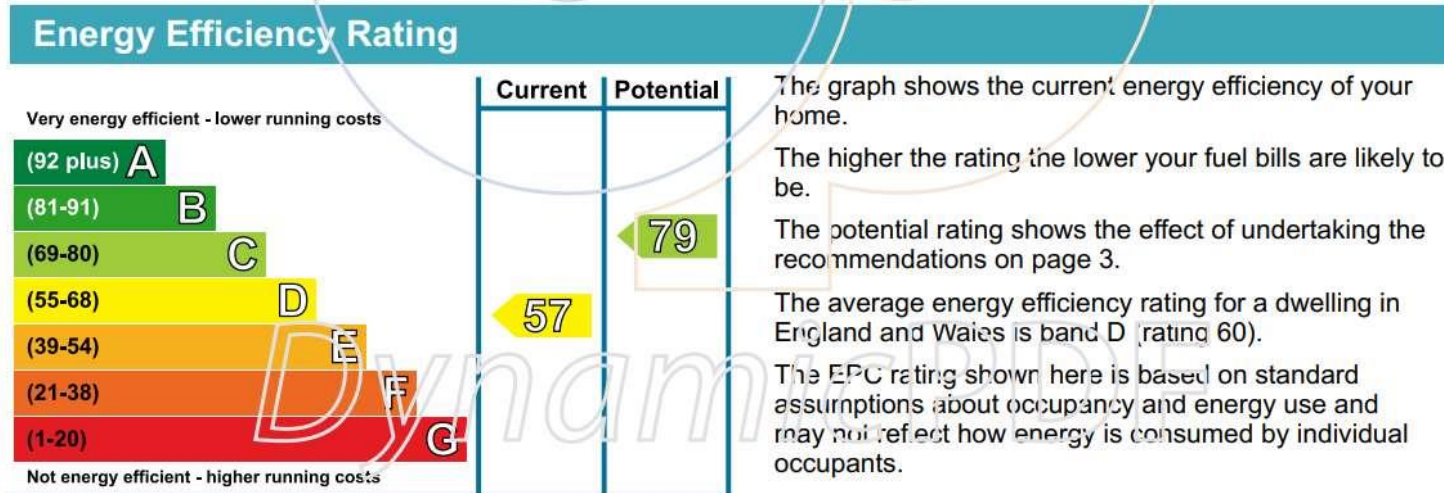 Energy Efficiency Rating
Current Potential
Very energy efficient - lower running costs
(92 plus) A
(81-91) B
(69-80) C
(55-68) D
(39-54) E
(21-38) F
(1-20) G
Not energy efficient - higher running costs
79
57
The graph shows the current energy efficiency of your
home.
The higher the rating the lower your fuel bills are likely to
be.
The potential rating shows the effect of undertaking the
recommendations on page 3.
The average energy efficiency rating for a dwelling in
England and Wales is band D (rating 60).
The EPC rating shown here is based on standard
assumptions about occupancy and energy use and
may not reflect how energy is consumed by individual
occupants.
DynamicPDF